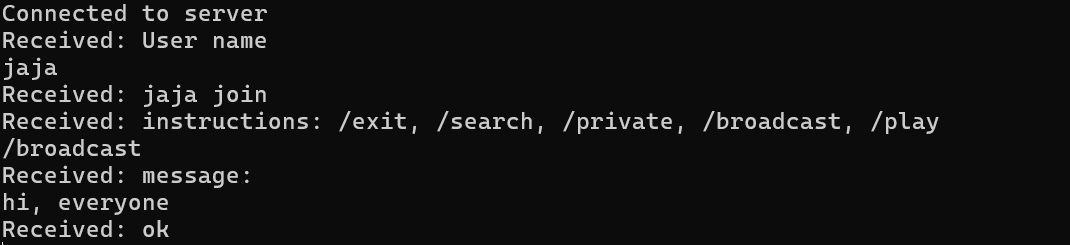 Connected to server
Received: User name
jaja
Received: jaja join
Received: instructions: /exit, /search, /private, /broadcast, /play
/broadcast
Received: message:
hi, everyone
Received: ok